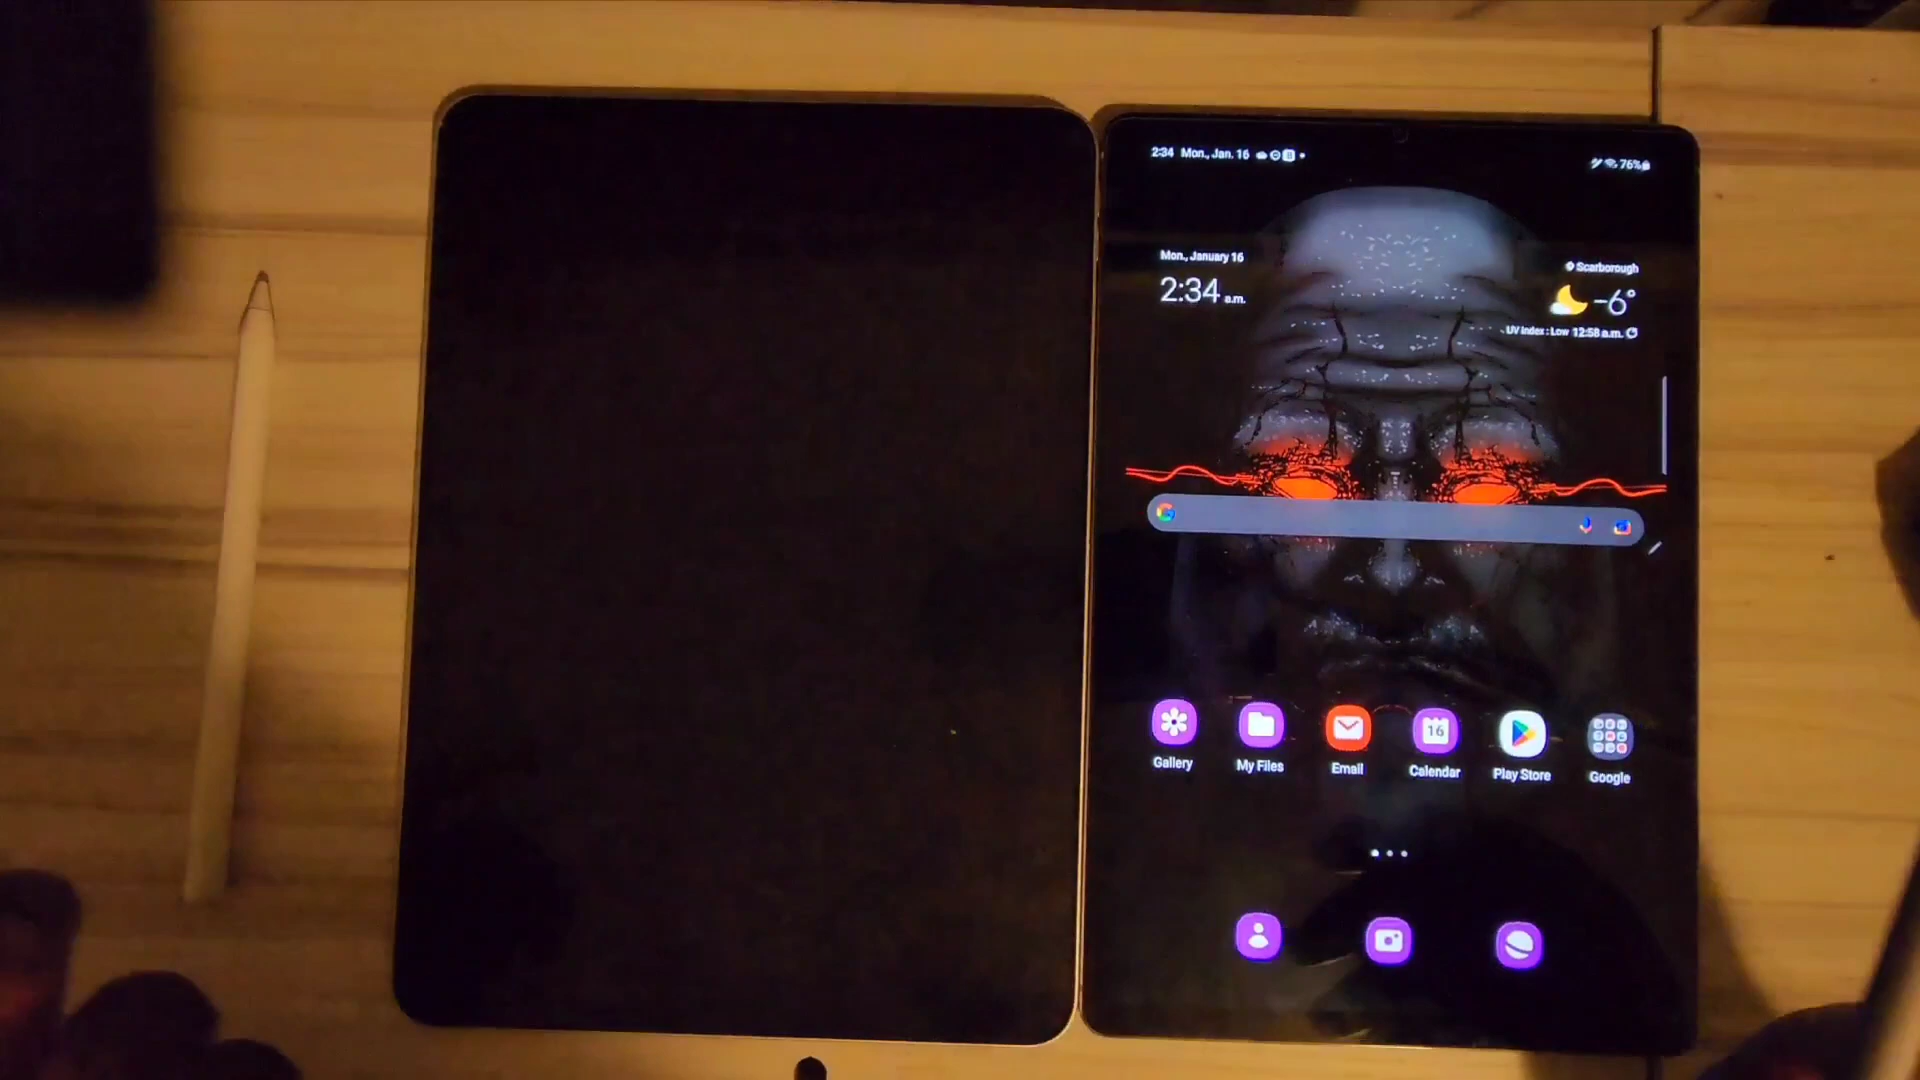 2:34 Mon., Jan. 16
76%
Mon., January 16
2:34 a.m.
Scarborough
-6°
UV Index : Low 12:58 a.m.
Gallery
My Files
Email
16
Calendar
Play Store
Google